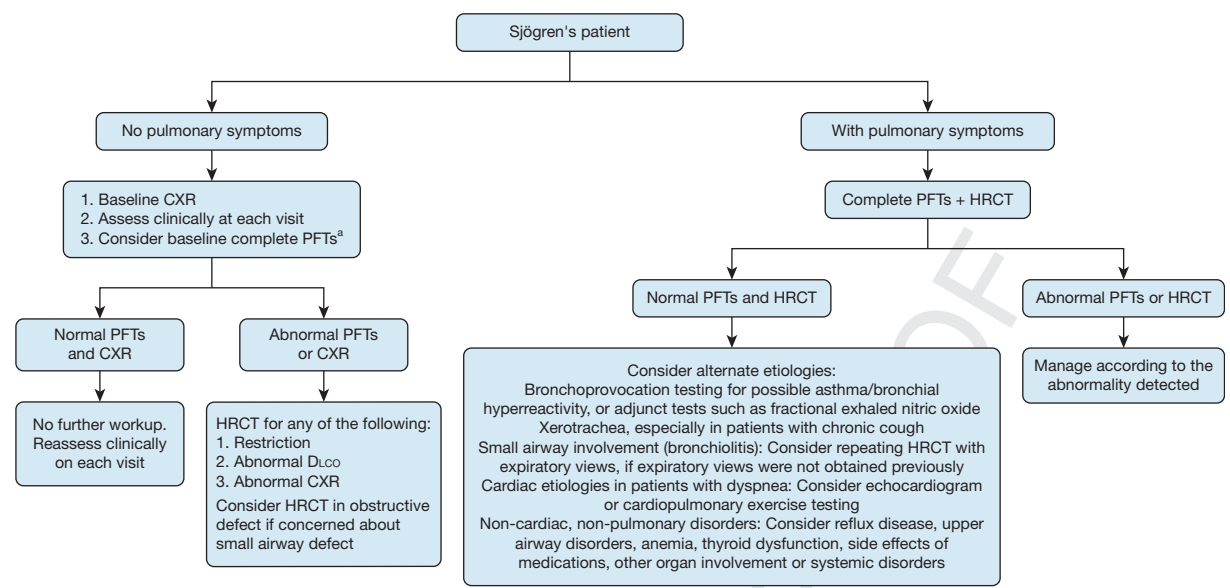 Sjögren's patient
No pulmonary symptoms
With pulmonary symptoms
1. Baseline CXR
2. Assess clinically at each visit
3. Consider baseline complete PFTsᵃ
Complete PFTs + HRCT
Normal PFTs
and CXR
Abnormal PFTs
or CXR
Normal PFTs and HRCT
Abnormal PFTs or HRCT
No further workup.
Reassess clinically
on each visit
HRCT for any of the following:
1. Restriction
2. Abnormal DLCO
3. Abnormal CXR
Consider HRCT in obstructive
defect if concerned about
small airway defect
Consider alternate etiologies:
Bronchoprovocation testing for possible asthma/bronchial
hyperreactivity, or adjunct tests such as fractional exhaled nitric oxide
Xerotrachea, especially in patients with chronic cough
Small airway involvement (bronchiolitis): Consider repeating HRCT with
expiratory views, if expiratory views were not obtained previously
Cardiac etiologies in patients with dyspnea: Consider echocardiogram
or cardiopulmonary exercise testing
Non-cardiac, non-pulmonary disorders: Consider reflux disease, upper
airway disorders, anemia, thyroid dysfunction, side effects of
medications, other organ involvement or systemic disorders
Manage according to the
abnormality detected
OF